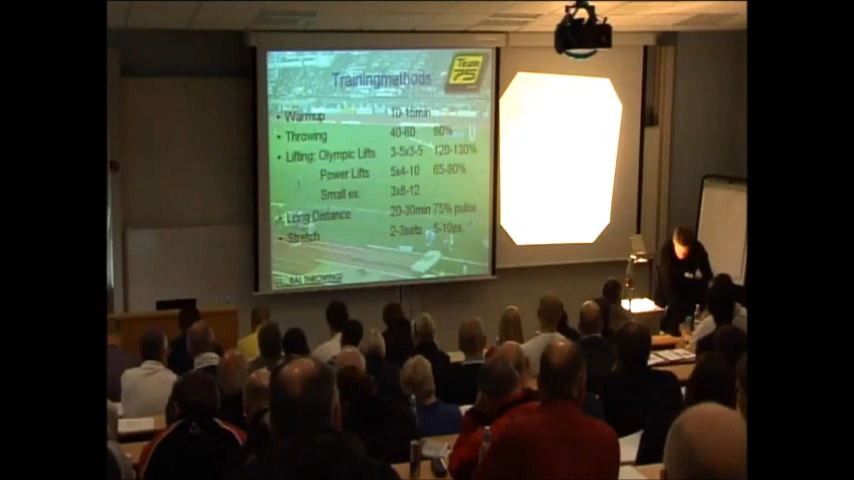 Team
75
Trainingmethods
• Warmup 10-15min
• Throwing 40-60 90%
• Lifting: Olympic Lifts 3-5x3-5 120-130%
Power Lifts 5x4-10 65-90%
Small ex. 3x8-12
• Long Distance 20-30min 75% pulse
• Stretch 2-3sets 5-10ex.
THROWING